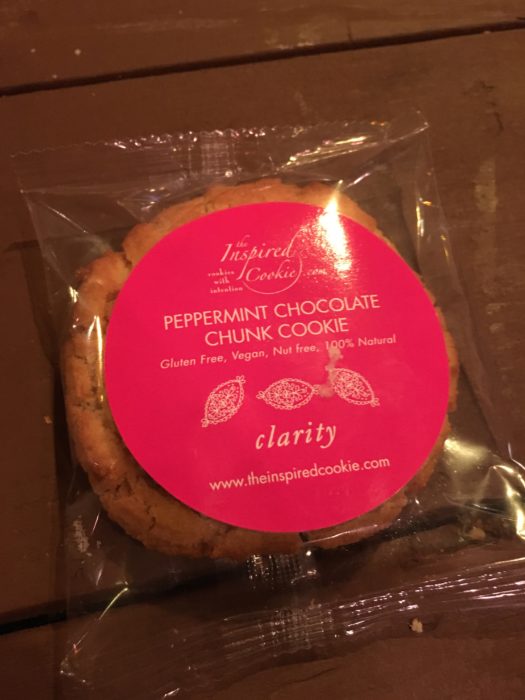 the
Inspired
Cookie.com
cookies
with
intention
PEPPERMINT CHOCOLATE
CHUNK COOKIE
Gluten Free, Vegan, Nut free, 100% Natural
clarity
www.theinspiredcookie.com